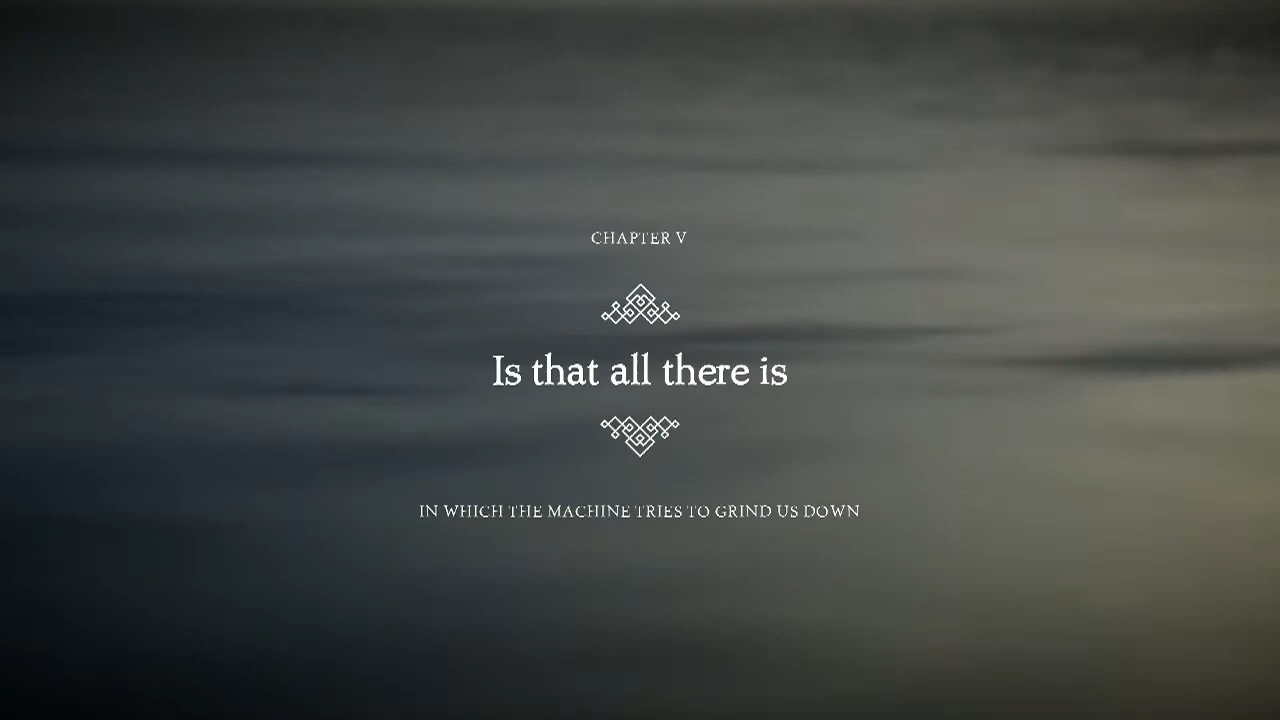 CHAPTER V
Is that all there is
IN WHICH THE MACHINE TRIES TO GRIND US DOWN